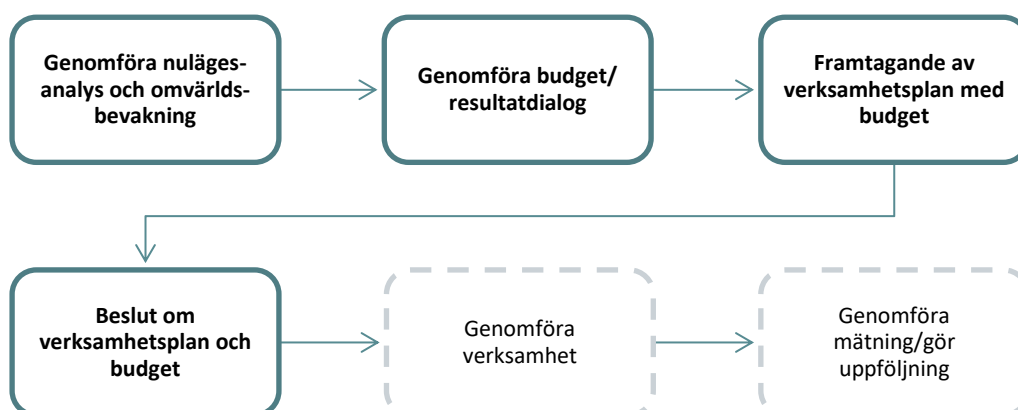 Genomföra nuläges-
analys och omvärlds-
bevakning
Genomföra budget/
resultatdialog
Framtagande av
verksamhetsplan med
budget
Beslut om
verksamhetsplan och
budget
Genomföra
verksamhet
Genomföra
mätning/gör
uppföljning